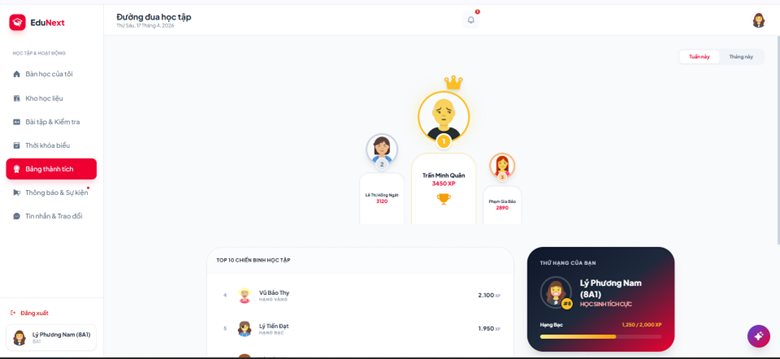 EduNext
HỌC TẬP & HOẠT ĐỘNG
Bàn học của tôi
Kho học liệu
Bài tập & Kiểm tra
Thời khóa biểu
Bảng thành tích
Thông báo & Sự kiện
Tin nhắn & Trao đổi
Đăng xuất
Lý Phương Nam (8A1)
8A1
Đường đua học tập
Thứ Sáu, 17 Tháng 4, 2026
Tuần này
Tháng này
1
Trần Minh Quân
3450 XP
2
Lê Thị Hồng Ngát
3120
3
Phạm Gia Bảo
2890
TOP 10 CHIẾN BINH HỌC TẬP
4
Vũ Bảo Thy
HẠNG VÀNG
2.100 XP
5
Lý Tiến Đạt
HẠNG BẠC
1.950 XP
THỨ HẠNG CỦA BẠN
Lý Phương Nam
(8A1)
HỌC SINH TÍCH CỰC
Hạng Bạc
1,250 / 2,000 XP